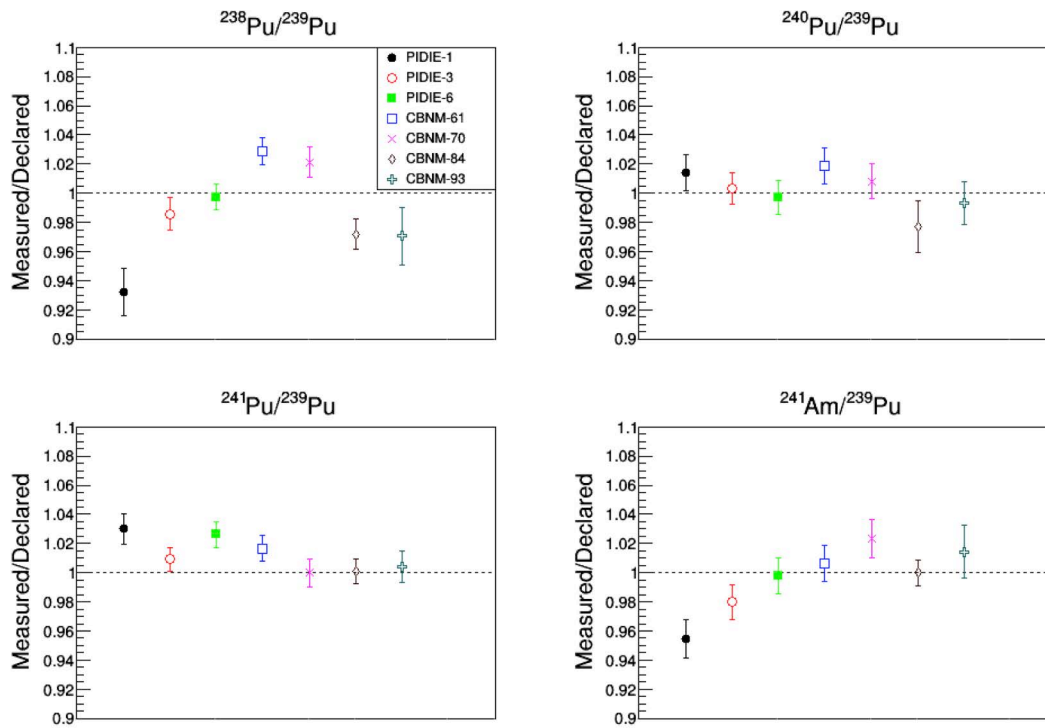 ²³⁸Pu/²³⁹Pu
Measured/Declared
1.1
1.08
1.06
1.04
1.02
1
0.98
0.96
0.94
0.92
0.9
PIDIE-1
PIDIE-3
PIDIE-6
CBNM-61
CBNM-70
CBNM-84
CBNM-93
²⁴⁰Pu/²³⁹Pu
Measured/Declared
1.1
1.08
1.06
1.04
1.02
1
0.98
0.96
0.94
0.92
0.9
²⁴¹Pu/²³⁹Pu
Measured/Declared
1.1
1.08
1.06
1.04
1.02
1
0.98
0.96
0.94
0.92
0.9
²⁴¹Am/²³⁹Pu
Measured/Declared
1.1
1.08
1.06
1.04
1.02
1
0.98
0.96
0.94
0.92
0.9